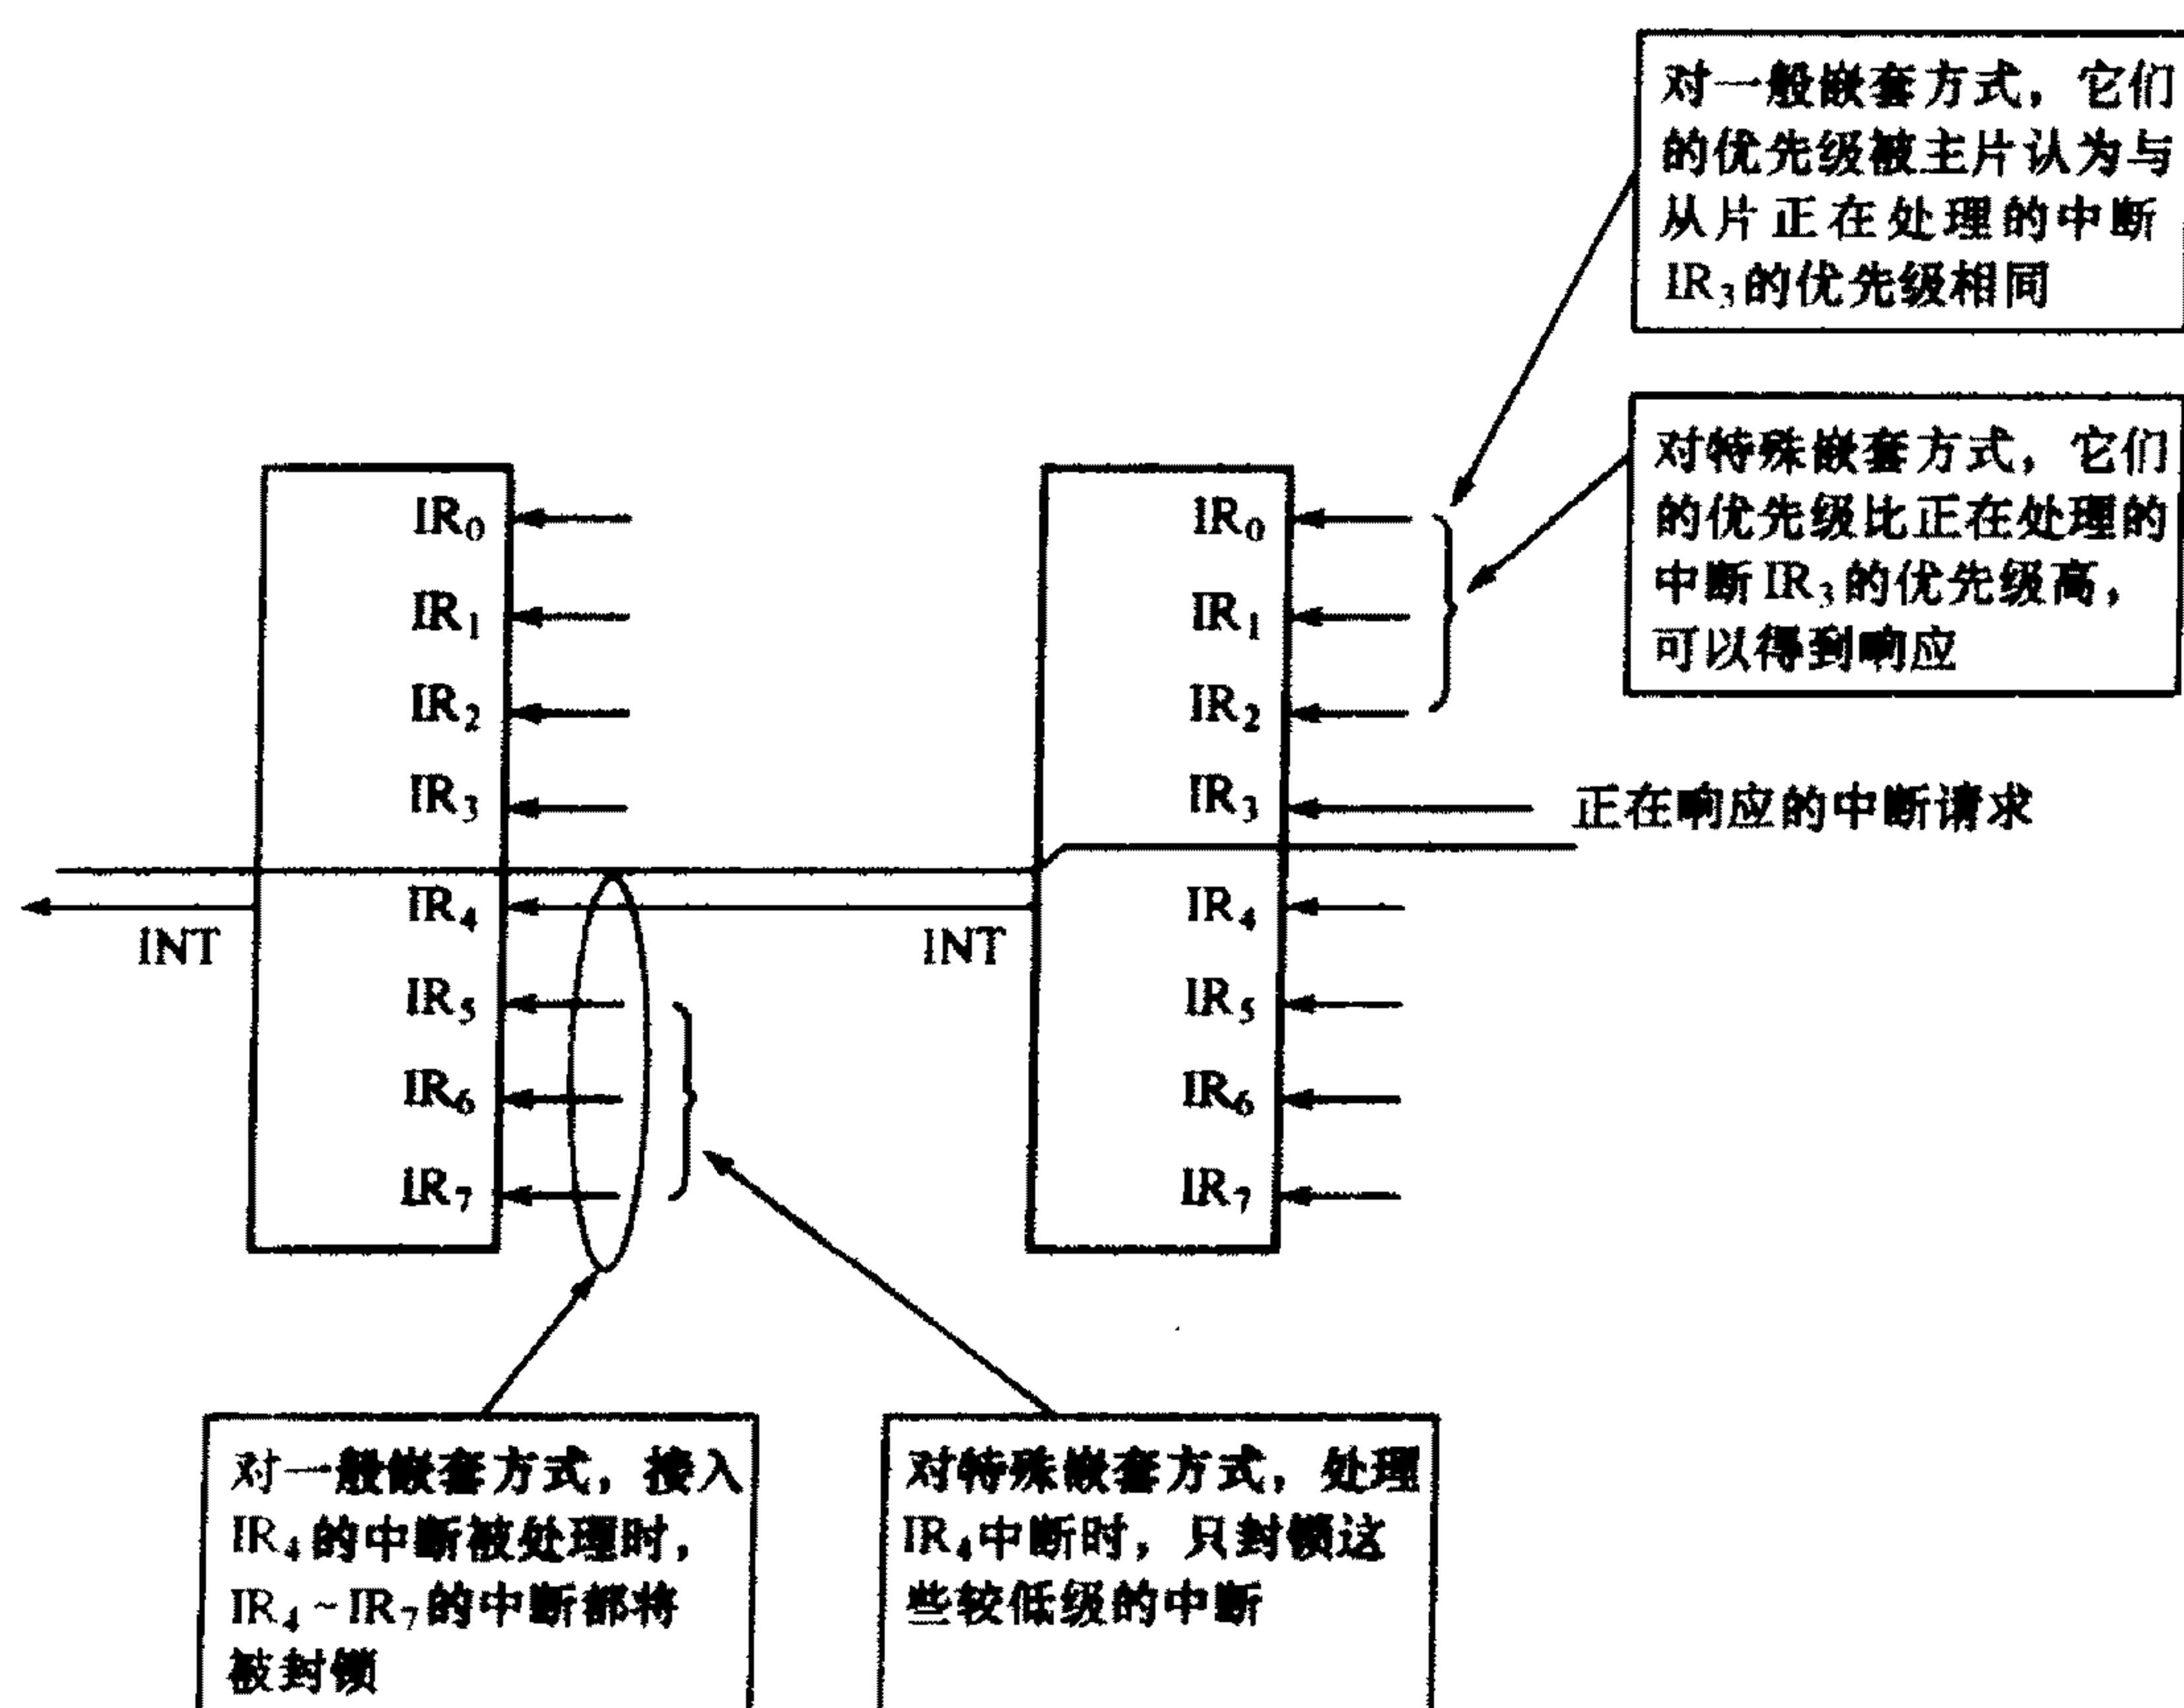 对一般嵌套方式，它们
的优先级被主片认为与
从片正在处理的中断
IR₃的优先级相同
对特殊嵌套方式，它们
的优先级比正在处理的
中断IR₃的优先级高，
可以得到响应
IR₀
IR₁
IR₂
IR₃
IR₄
IR₅
IR₆
IR₇
INT
IR₀
IR₁
IR₂
IR₃
IR₄
IR₅
IR₆
IR₇
INT
正在响应的中断请求
对一般嵌套方式，接入
IR₄的中断被处理时，
IR₄~IR₇的中断都将
被封锁
对特殊嵌套方式，处理
IR₄中断时，只封锁这
些较低级的中断